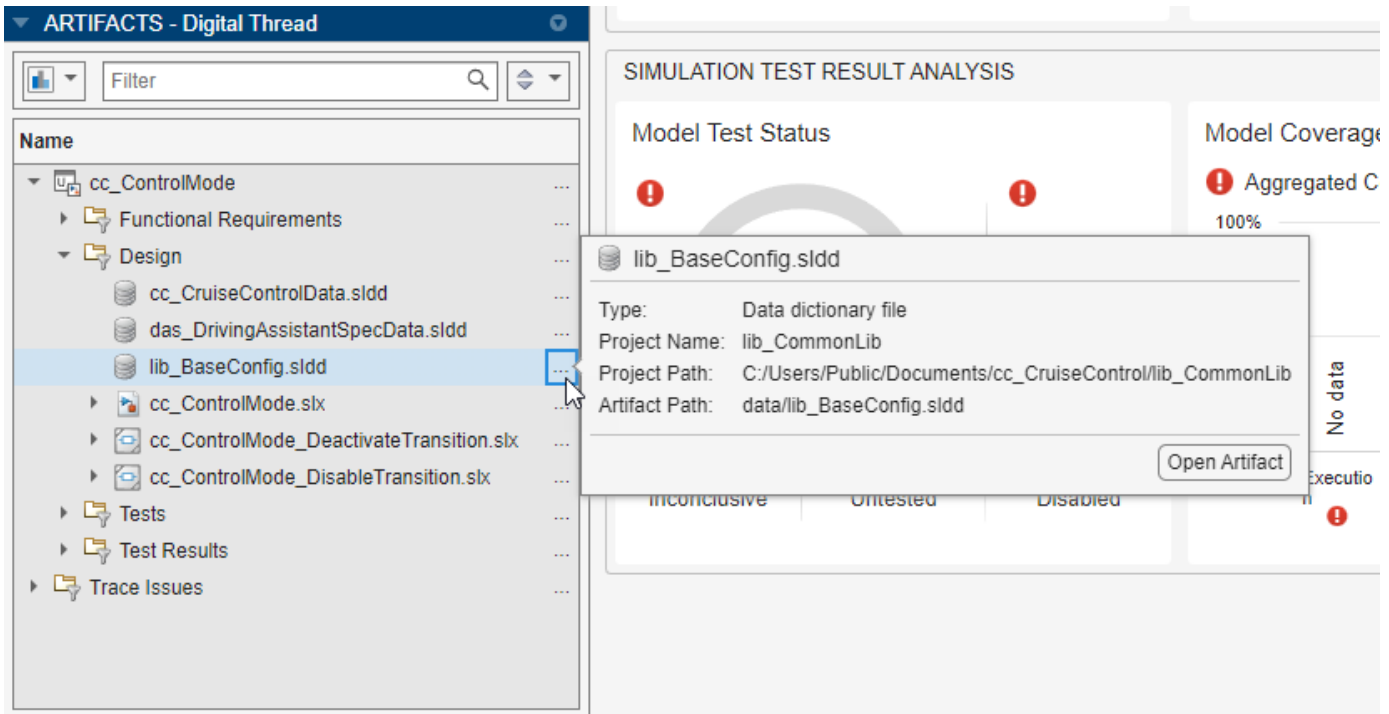 ARTIFACTS - Digital Thread
Filter
Name
cc_ControlMode
...
Functional Requirements
...
Design
...
cc_CruiseControlData.sldd
...
das_DrivingAssistantSpecData.sldd
...
lib_BaseConfig.sldd
...
cc_ControlMode.slx
...
cc_ControlMode_DeactivateTransition.slx
...
cc_ControlMode_DisableTransition.slx
...
Tests
...
Test Results
...
Trace Issues
...
SIMULATION TEST RESULT ANALYSIS
Model Test Status
Model Coverage
Aggregated C
100%
lib_BaseConfig.sldd
Type: Data dictionary file
Project Name: lib_CommonLib
Project Path: C:/Users/Public/Documents/cc_CruiseControl/lib_CommonLib
Artifact Path: data/lib_BaseConfig.sldd
Open Artifact
No data
Inconclusive
Untested
Disabled
Executio
n